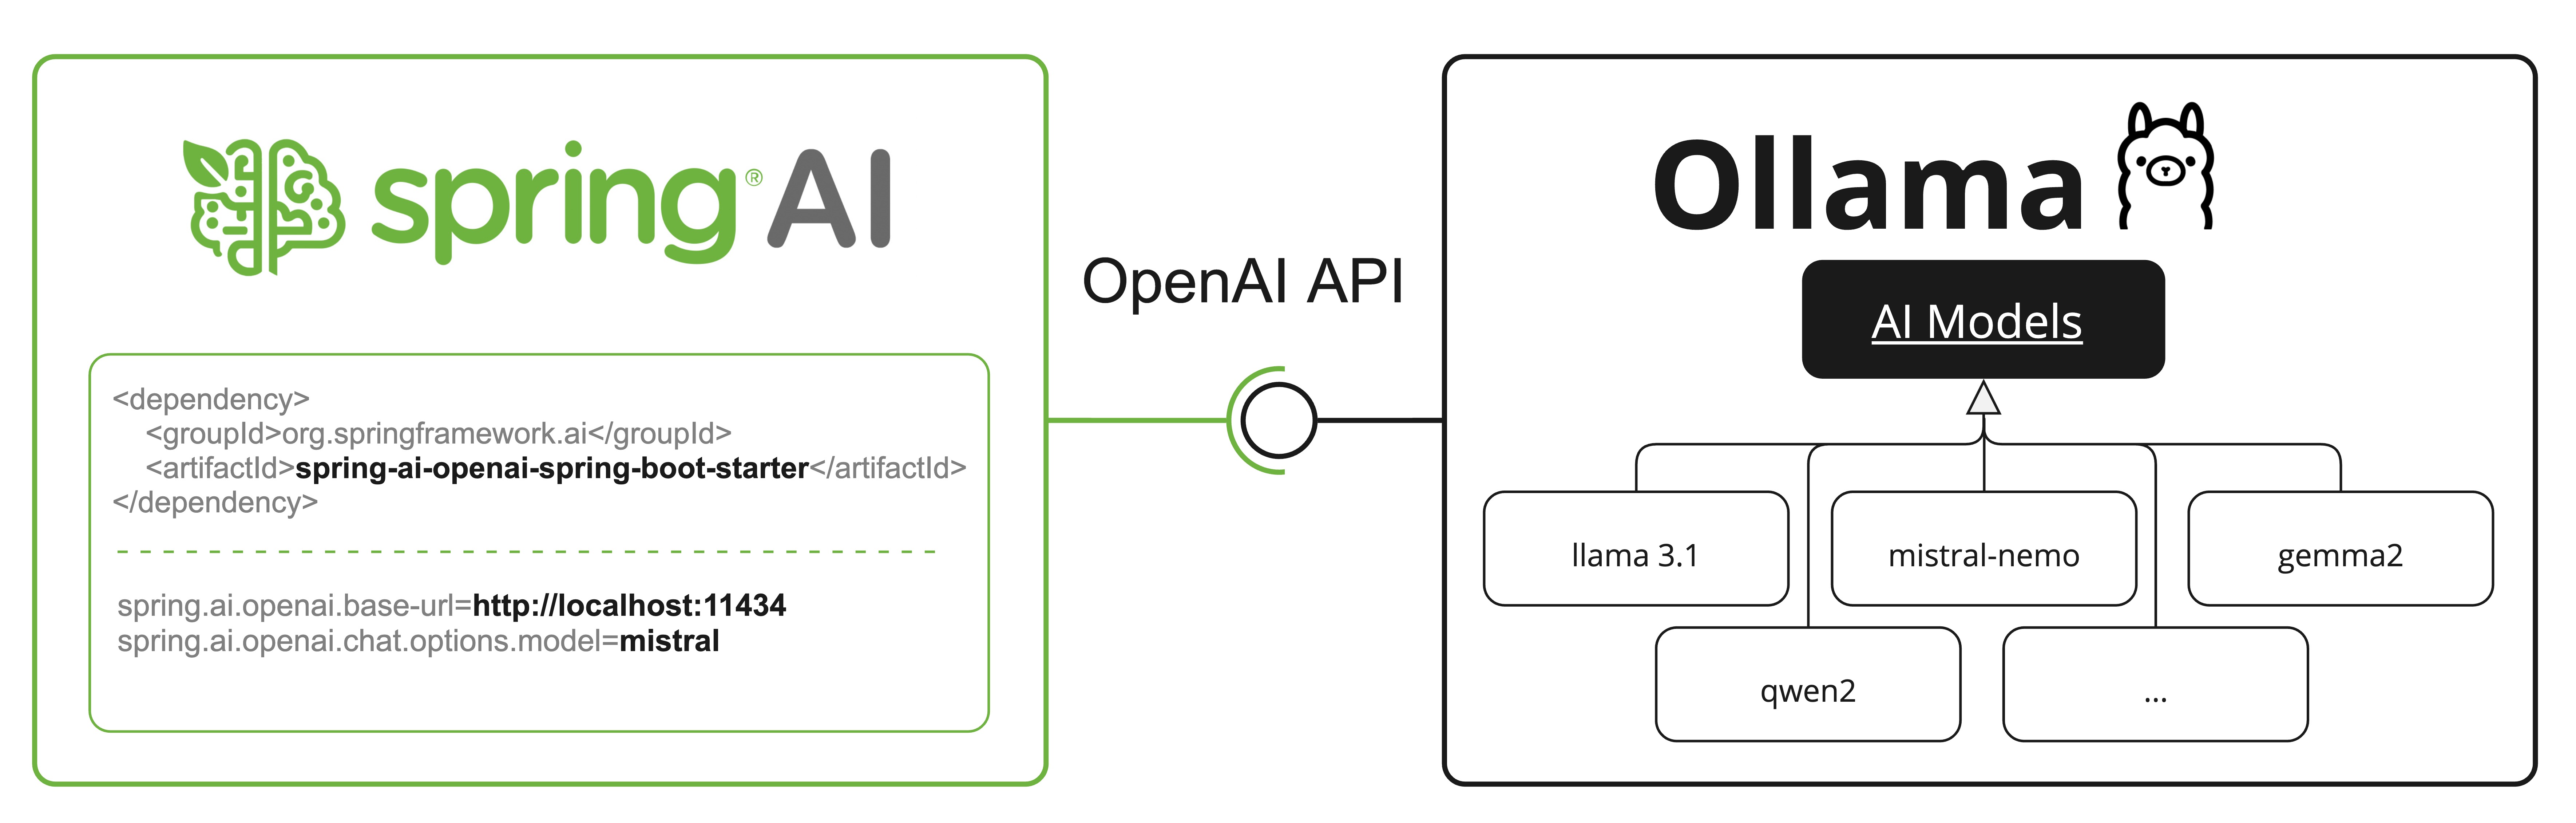 spring® AI
<dependency>
<groupId>org.springframework.ai</groupId>
<artifactId>spring-ai-openai-spring-boot-starter</artifactId>
</dependency>
spring.ai.openai.base-url=http://localhost:11434
spring.ai.openai.chat.options.model=mistral
OpenAI API
Ollama
AI Models
llama 3.1
mistral-nemo
gemma2
qwen2
...